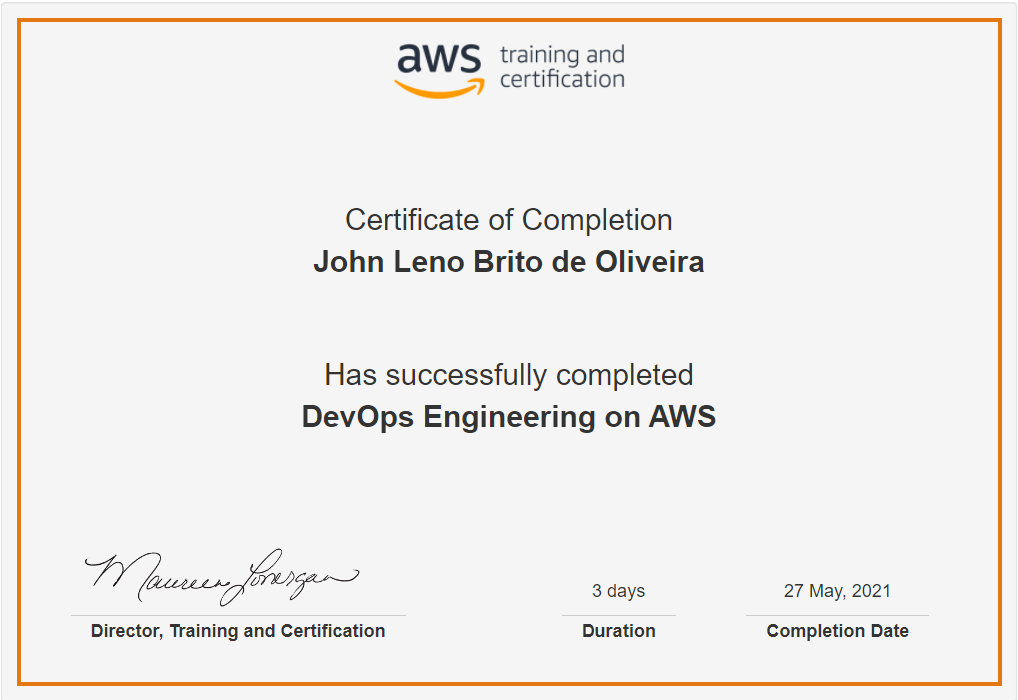 aws training and
certification
Certificate of Completion
John Leno Brito de Oliveira
Has successfully completed
DevOps Engineering on AWS
Maureen Lonergan
3 days
27 May, 2021
Director, Training and Certification
Duration
Completion Date